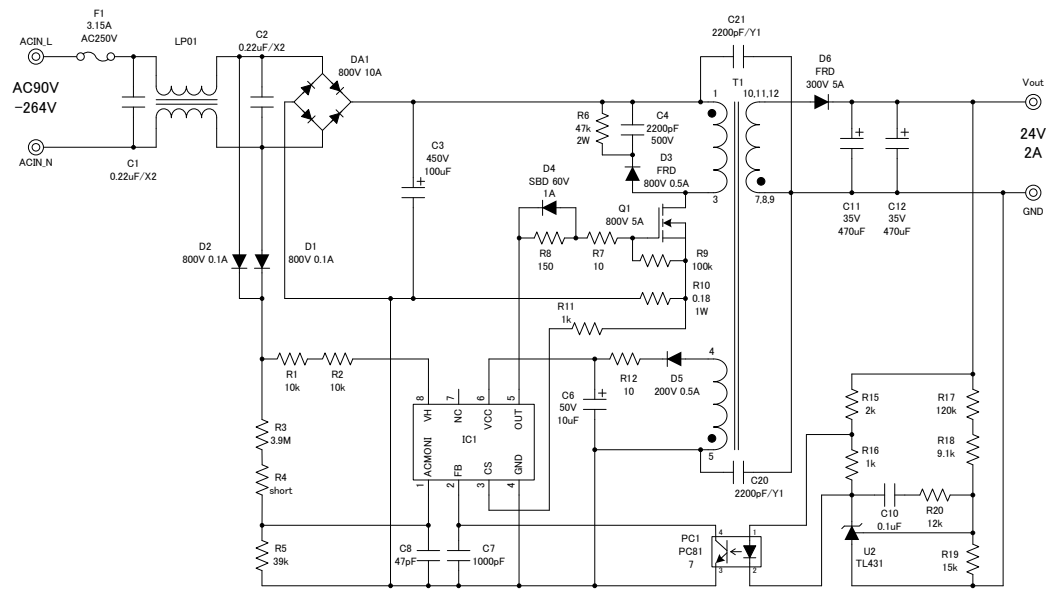 F1
3.15A
AC250V
ACIN_L
LP01
C2
0.22uF/X2
DA1
800V 10A
AC90V
-264V
ACIN_N
C1
0.22uF/X2
C3
450V
100uF
R6
47k
2W
C4
2200pF
500V
D3
FRD
800V 0.5A
C21
2200pF/Y1
T1
1
10,11,12
3
7,8,9
D6
FRD
300V 5A
Vout
24V
2A
GND
C11
35V
470uF
C12
35V
470uF
D4
SBD 60V
1A
Q1
800V 5A
R8
150
R7
10
R9
100k
R10
0.18
1W
R11
1k
D2
800V 0.1A
D1
800V 0.1A
R1
10k
R2
10k
R12
10
D5
200V 0.5A
4
5
C6
50V
10uF
8
7
6
5
VH
NC
VCC
OUT
IC1
ACMONI
FB
CS
GND
1
2
3
4
R3
3.9M
R4
short
R5
39k
C8
47pF
C7
1000pF
C20
2200pF/Y1
PC1
PC81
7
4
3
1
2
R15
2k
R16
1k
R17
120k
R18
9.1k
C10
0.1uF
R20
12k
U2
TL431
R19
15k